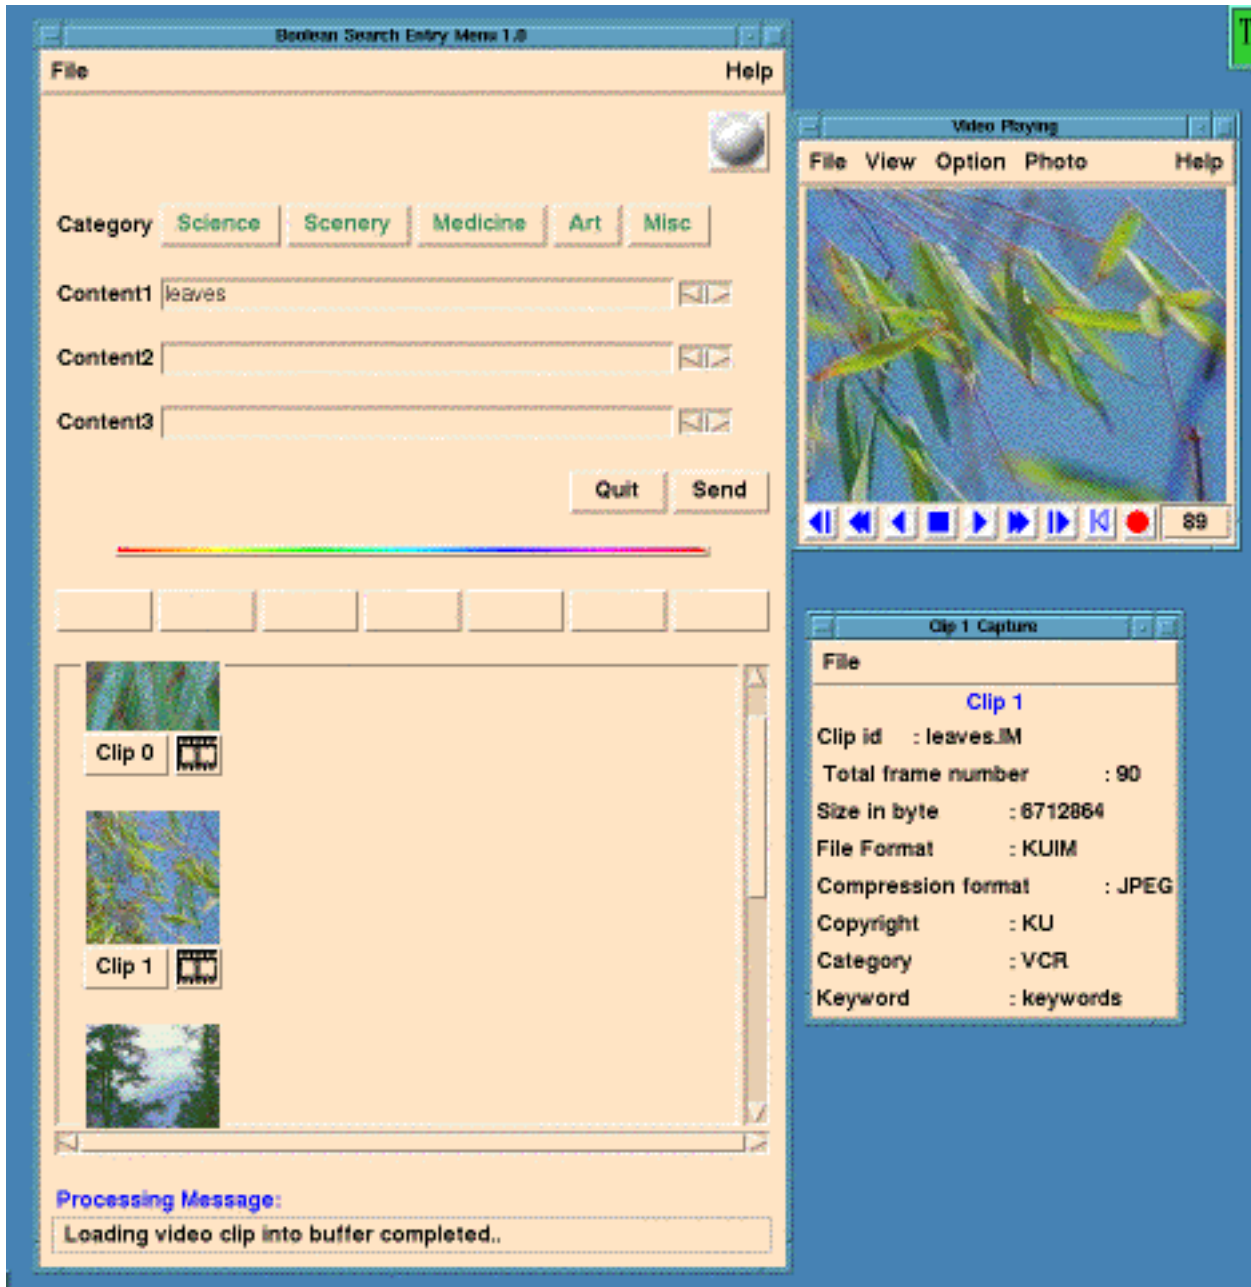 Boolean Search Entry Menu 1.0
File Help
Category Science Scenery Medicine Art Misc
Content1 leaves
Content2
Content3
Quit Send
Clip 0
Clip 1
Processing Message:
Loading video clip into buffer completed..
T
Video Playing
File View Option Photo Help
89
Clip 1 Capture
File
Clip 1
Clip id : leaves.IM
Total frame number : 90
Size in byte : 6712864
File Format : KUIM
Compression format : JPEG
Copyright : KU
Category : VCR
Keyword : keywords